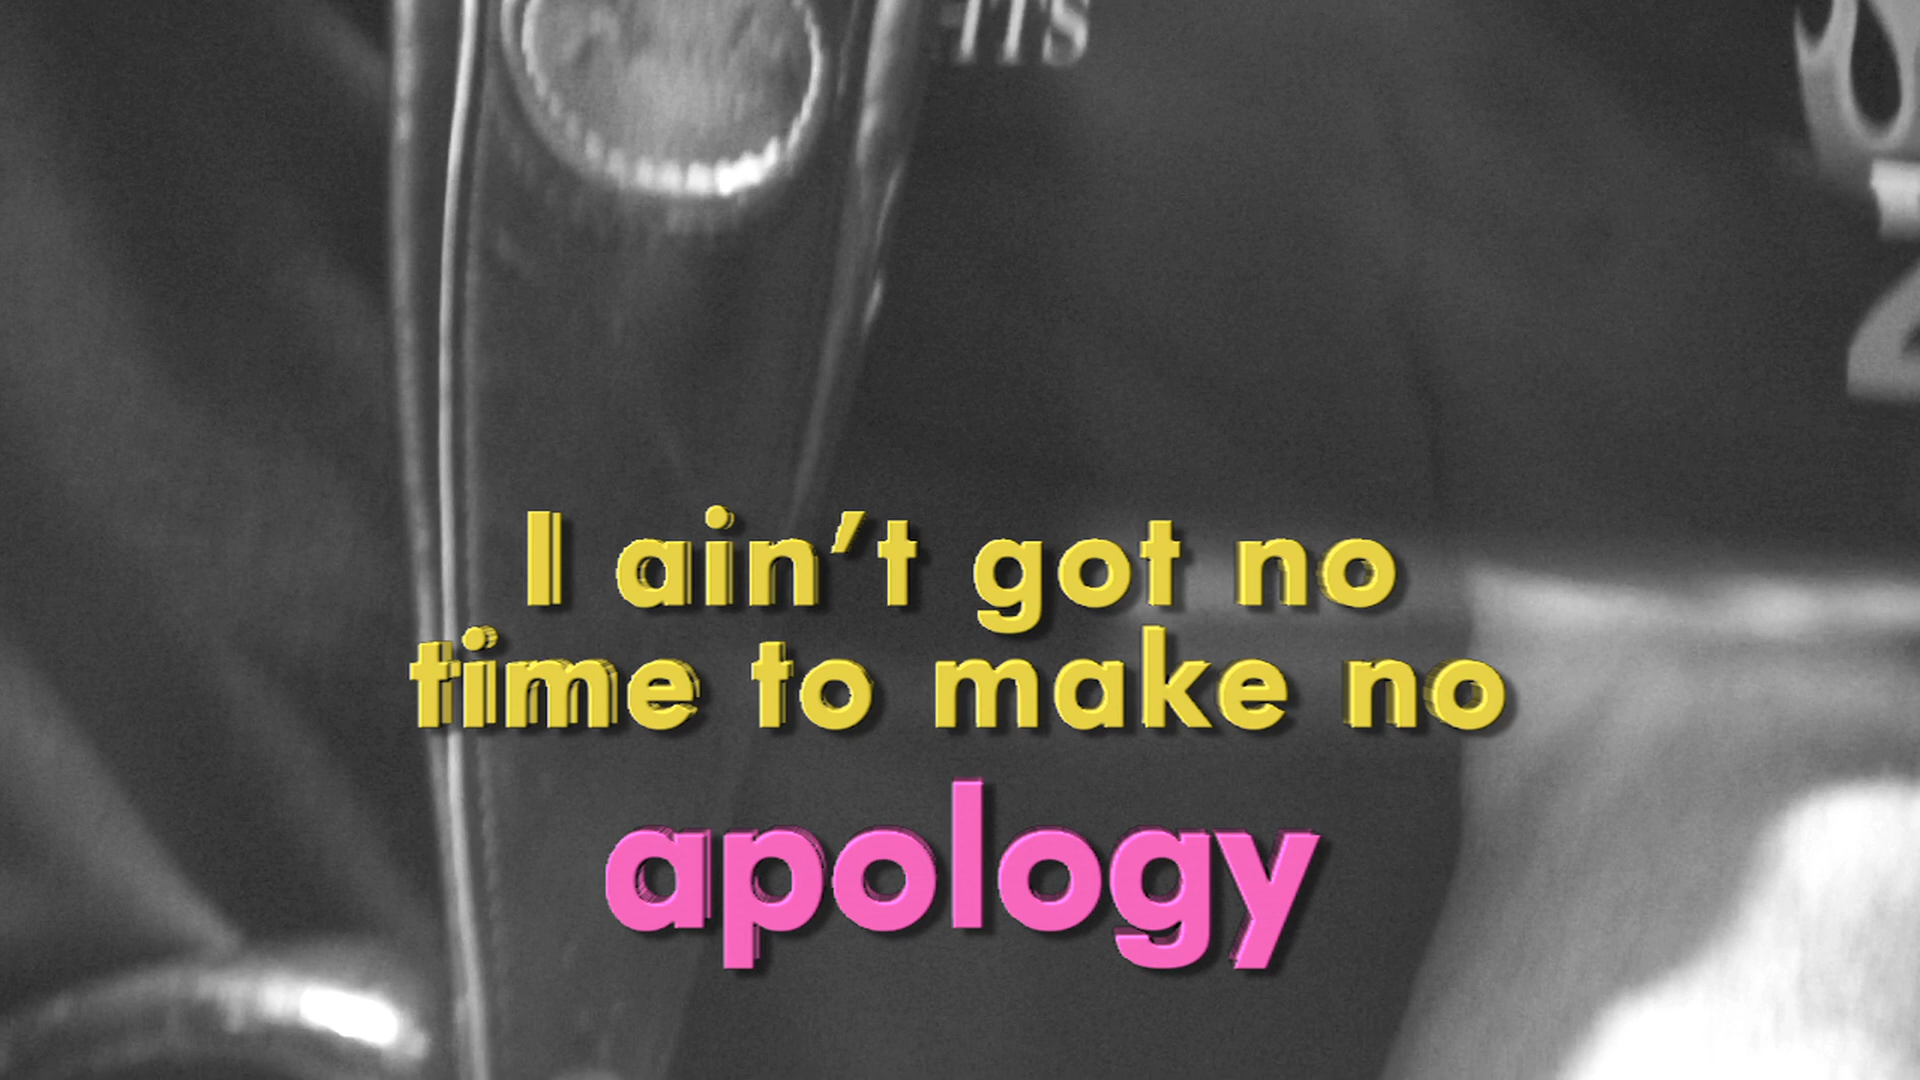 I ain’t got no
time to make no
apology